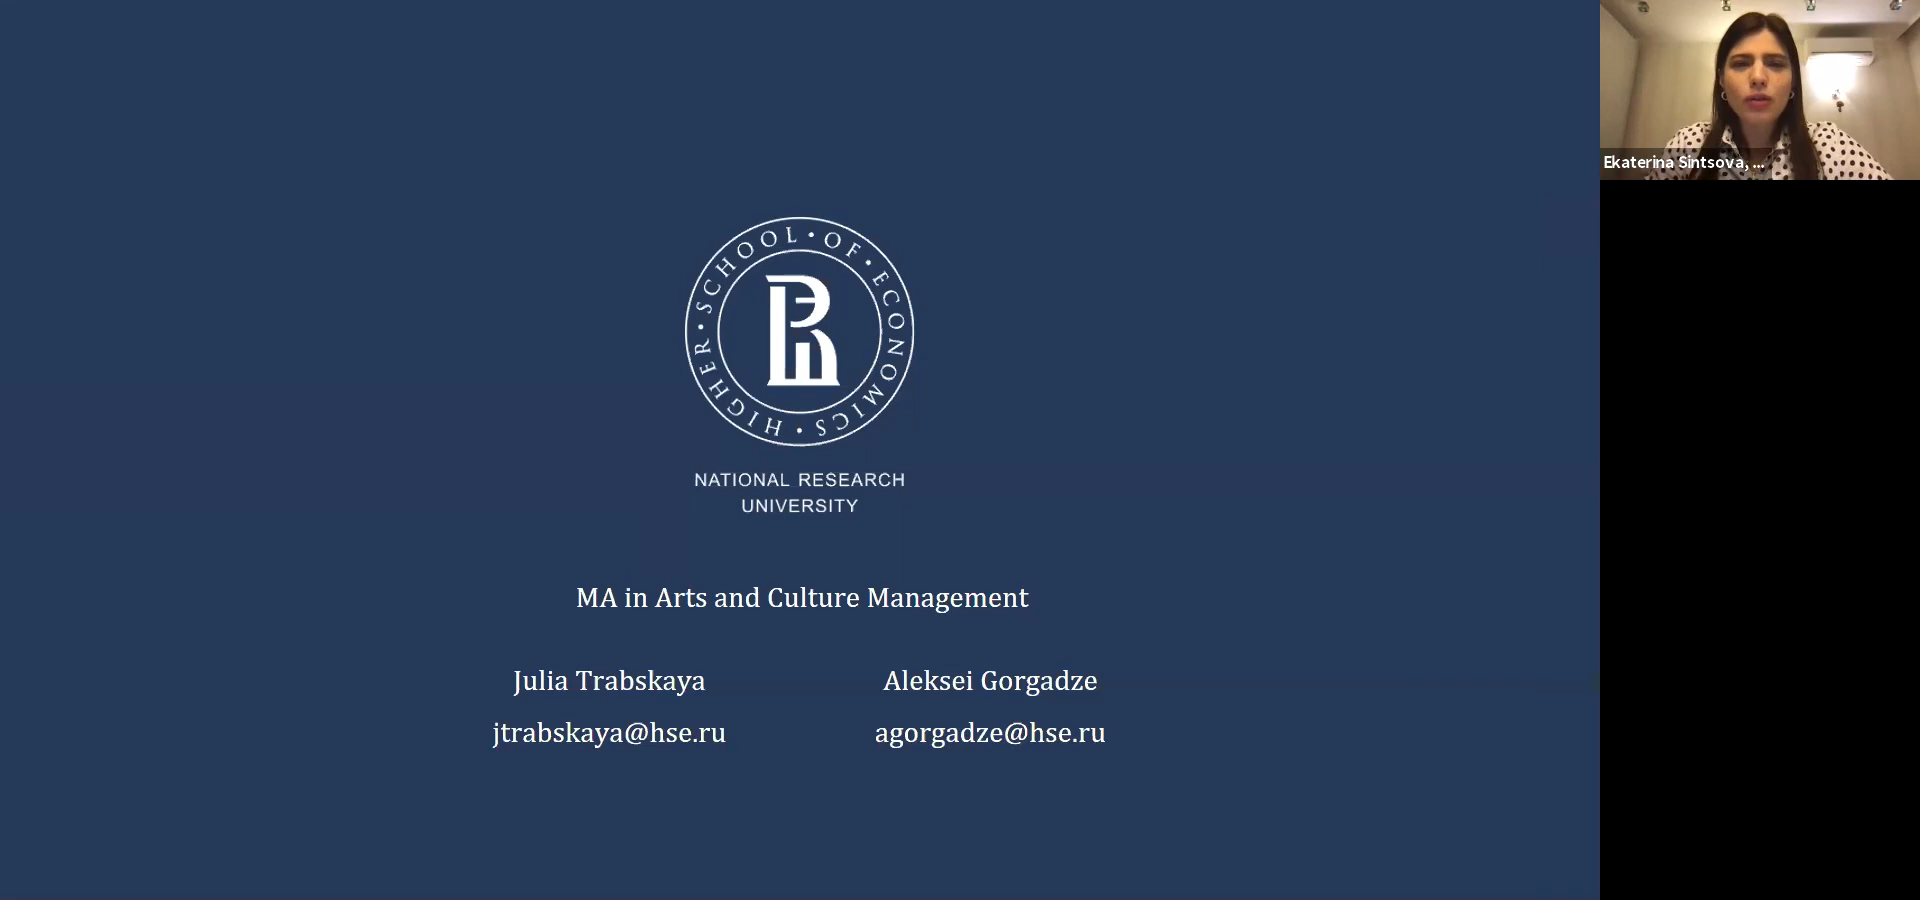 HIGHER • SCHOOL • OF • ECONOMICS •
NATIONAL RESEARCH
UNIVERSITY
MA in Arts and Culture Management
Julia Trabskaya
Aleksei Gorgadze
jtrabskaya@hse.ru
agorgadze@hse.ru
Ekaterina Sintsova, ...